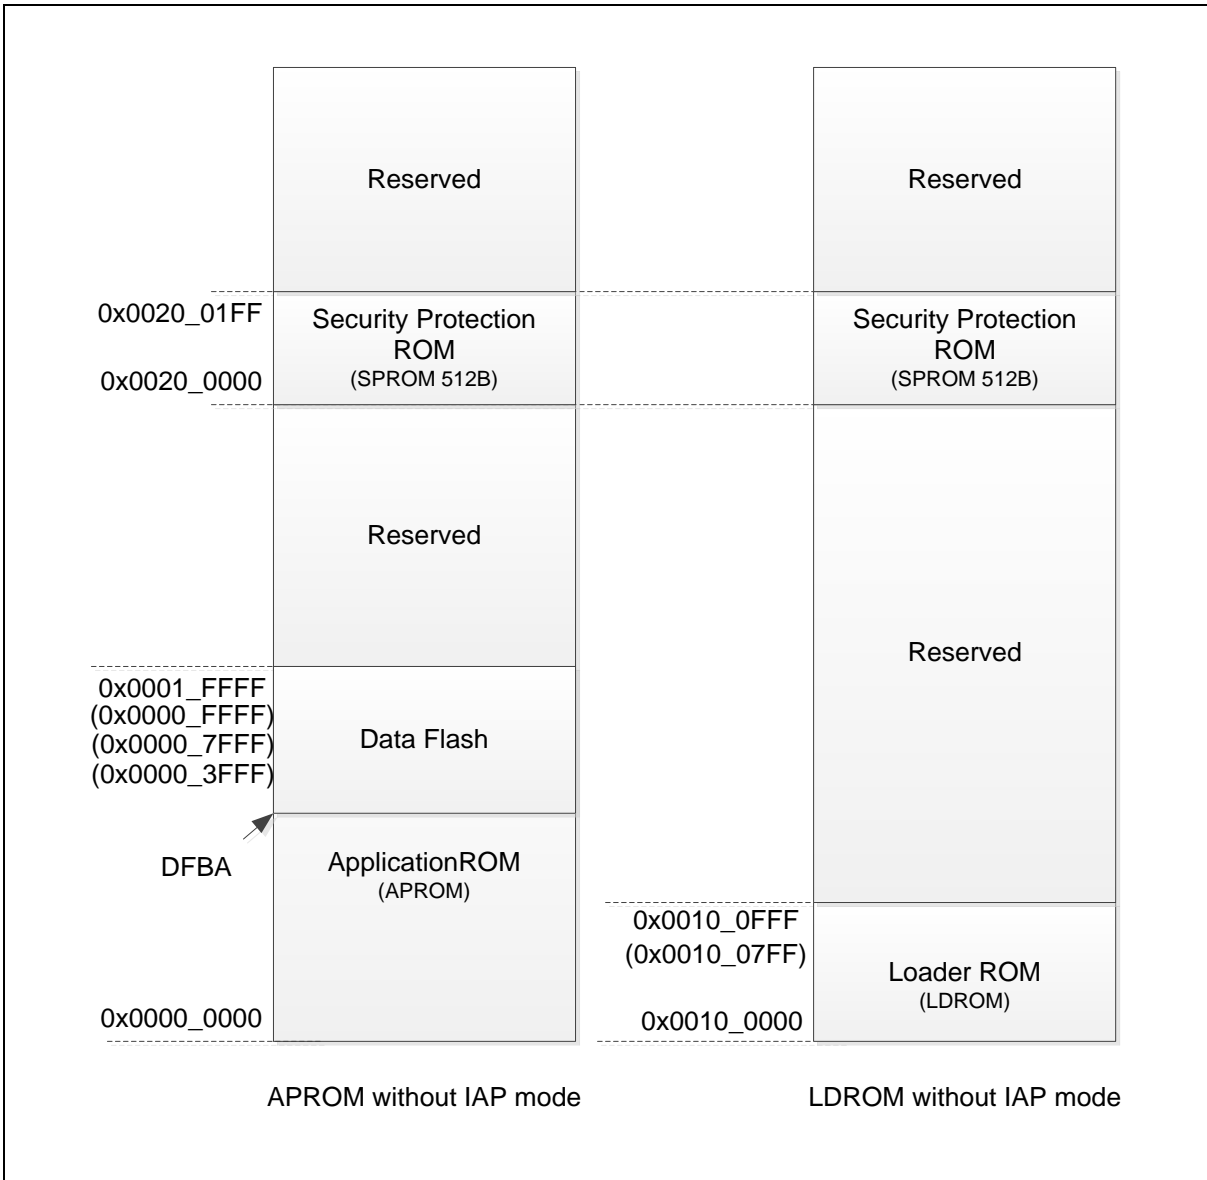 Reserved
Reserved
0x0020_01FF
Security Protection
ROM
(SPROM 512B)
0x0020_0000
Security Protection
ROM
(SPROM 512B)
Reserved
Reserved
0x0001_FFFF
(0x0000_FFFF)
(0x0000_7FFF)
(0x0000_3FFF)
Data Flash
DFBA
ApplicationROM
(APROM)
0x0000_0000
0x0010_0FFF
(0x0010_07FF)
0x0010_0000
Loader ROM
(LDROM)
APROM without IAP mode
LDROM without IAP mode